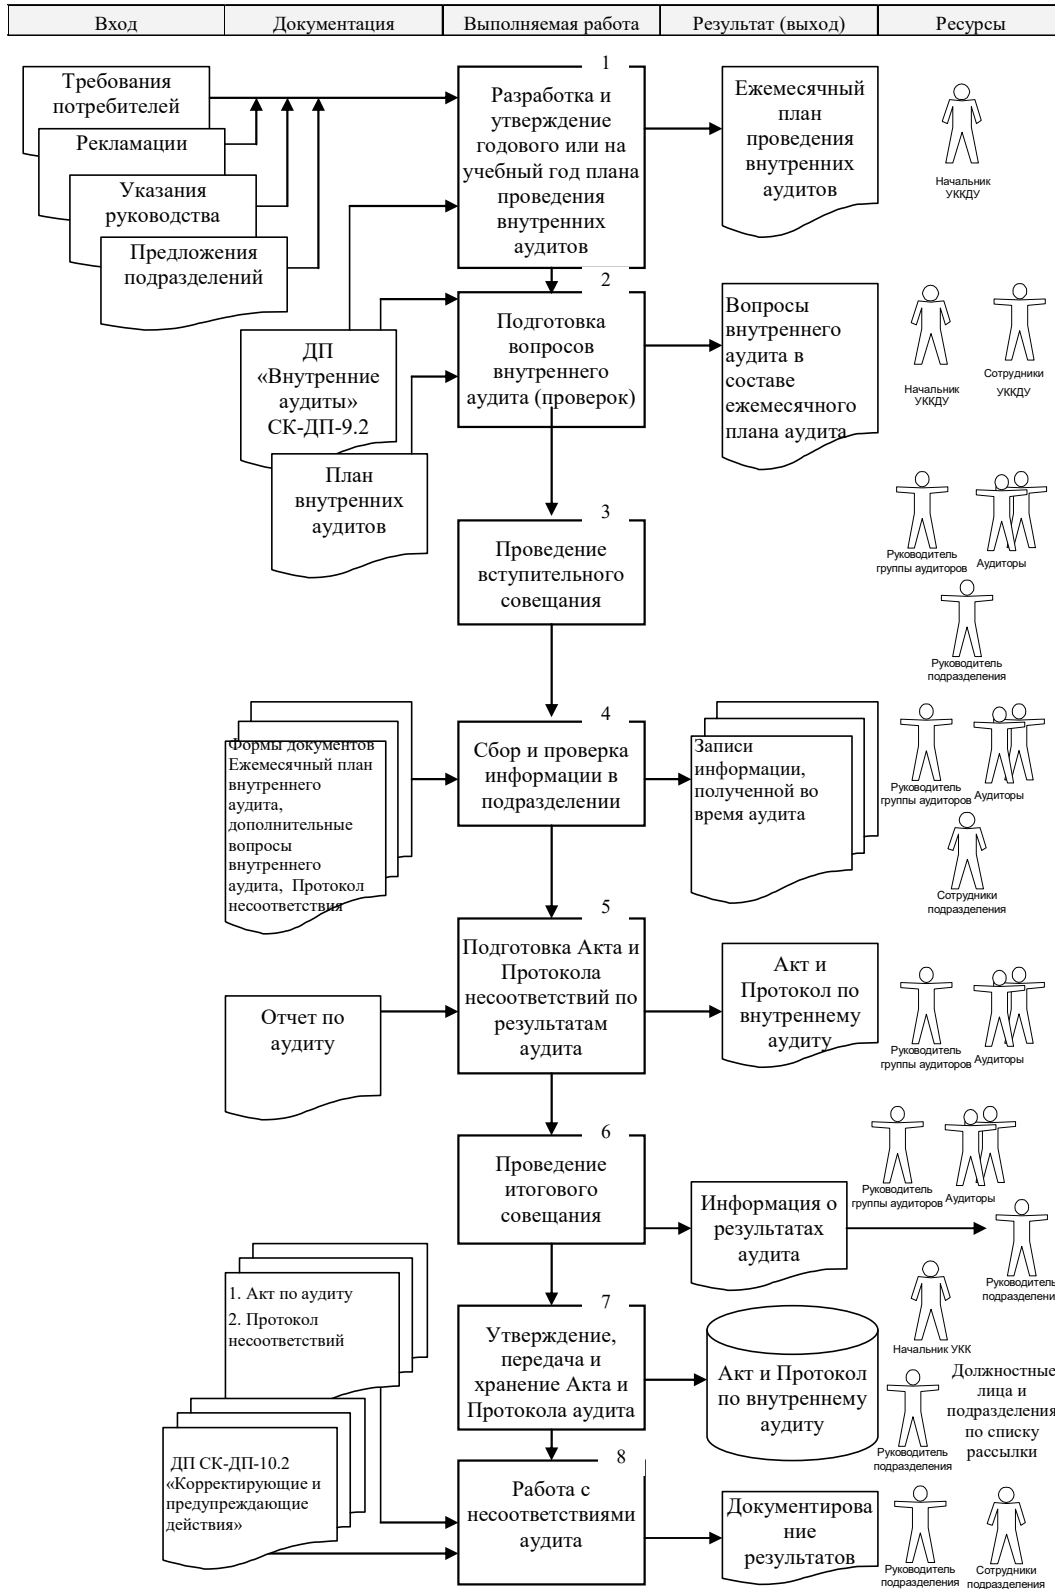 Вход
Документация
Выполняемая работа
Результат (выход)
Ресурсы
Требования
потребителей
Рекламации
Указания
руководства
Предложения
подразделений
1
Разработка и
утверждение
годового или на
учебный год плана
проведения
внутренних
аудитов
Ежемесячный
план
проведения
внутренних
аудитов
Начальник
УККДУ
ДП
«Внутренние
аудиты»
СК-ДП-9.2
План
внутренних
аудитов
2
Подготовка
вопросов
внутреннего
аудита (проверок)
Вопросы
внутреннего
аудита в
составе
ежемесячного
плана аудита
Начальник
УККДУ
Сотрудники
УККДУ
3
Проведение
вступительного
совещания
Руководитель
группы аудиторов
Аудиторы
Руководитель
подразделения
Формы документов
Ежемесячный план
внутреннего
аудита,
дополнительные
вопросы
внутреннего
аудита, Протокол
несоответствия
4
Сбор и проверка
информации в
подразделении
Записи
информации,
полученной во
время аудита
Руководитель
группы аудиторов
Аудиторы
Сотрудники
подразделения
Отчет по
аудиту
5
Подготовка Акта и
Протокола
несоответствий по
результатам
аудита
Акт и
Протокол по
внутреннему
аудиту
Руководитель
группы аудиторов
Аудиторы
6
Проведение
итогового
совещания
Информация о
результатах
аудита
Руководитель
группы аудиторов
Аудиторы
Руководитель
подразделения
1. Акт по аудиту
2. Протокол
несоответствий
7
Утверждение,
передача и
хранение Акта и
Протокола аудита
Акт и Протокол
по внутреннему
аудиту
Начальник УКК
Руководитель
подразделения
Должностные
лица и
подразделения
по списку
рассылки
ДП СК-ДП-10.2
«Корректирующие и
предупреждающие
действия»
8
Работа с
несоответствиями
аудита
Документирова
ние
результатов
Руководитель
подразделения
Сотрудники
подразделения